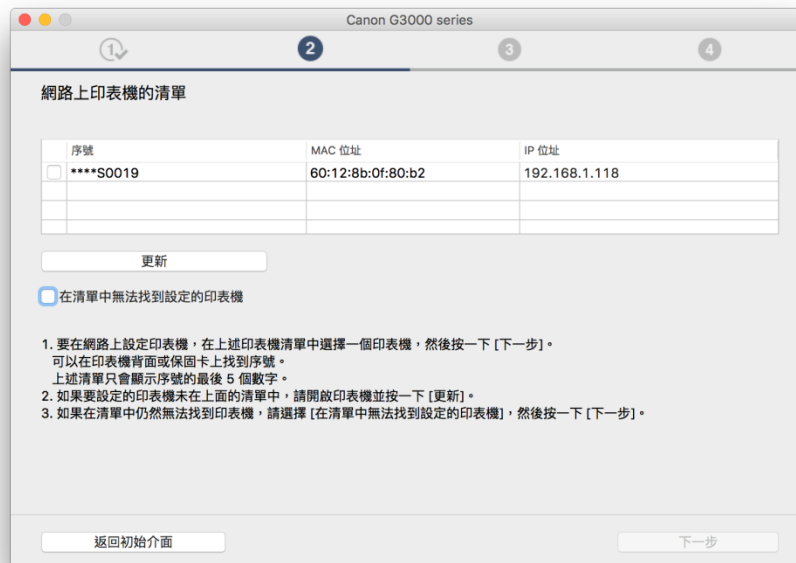 Canon G3000 series
1 2 3 4
網路上印表機的清單
序號 MAC 位址 IP 位址
****S0019 60:12:8b:0f:80:b2 192.168.1.118
更新
在清單中無法找到設定的印表機
1. 要在網路上設定印表機，在上述印表機清單中選擇一個印表機，然後按一下 [下一步]。
可以在印表機背面或保固卡上找到序號。
上述清單只會顯示序號的最後 5 個數字。
2. 如果要設定的印表機未在上面的清單中，請開啟印表機並按一下 [更新]。
3. 如果在清單中仍然無法找到印表機，請選擇 [在清單中無法找到設定的印表機]，然後按一下 [下一步]。
返回初始介面 下一步